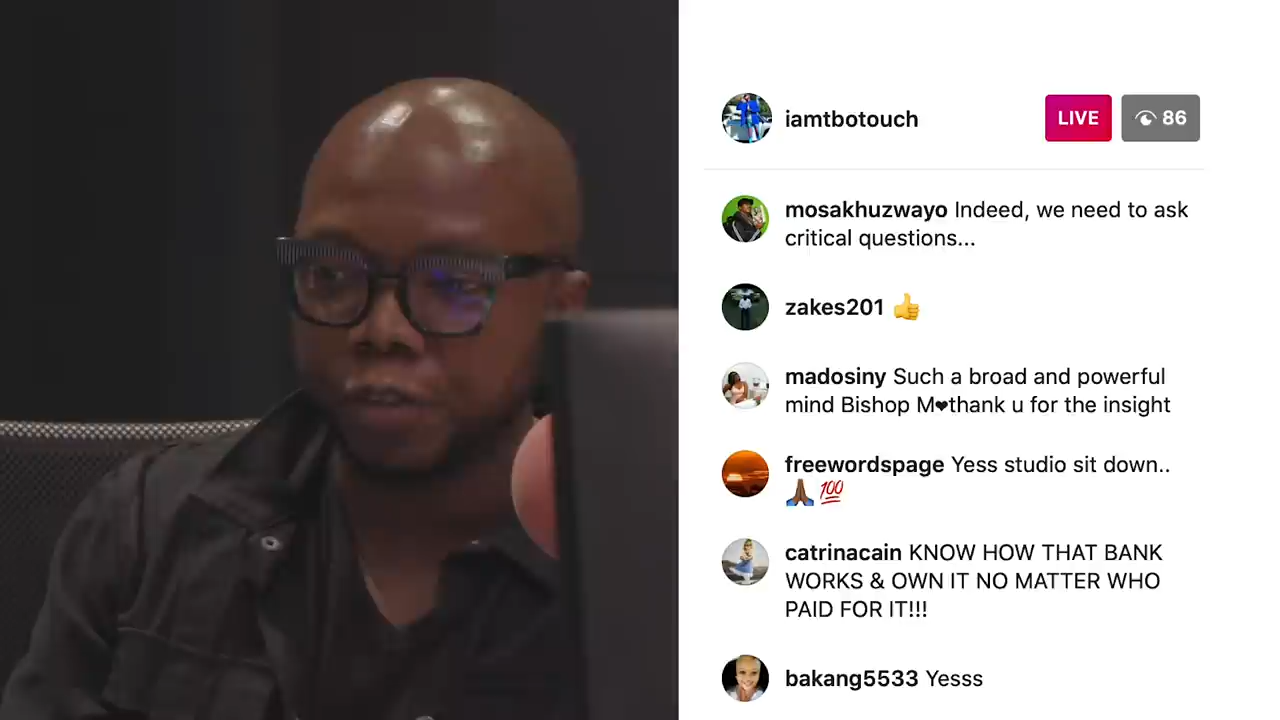 iamtbotouch
LIVE
86
mosakhuzwayo Indeed, we need to ask
critical questions...
zakes201 👍
madosiny Such a broad and powerful
mind Bishop M❤thank u for the insight
freewordspage Yess studio sit down..
🙏🏾💯
catrinacain KNOW HOW THAT BANK
WORKS & OWN IT NO MATTER WHO
PAID FOR IT!!!
bakang5533 Yesss